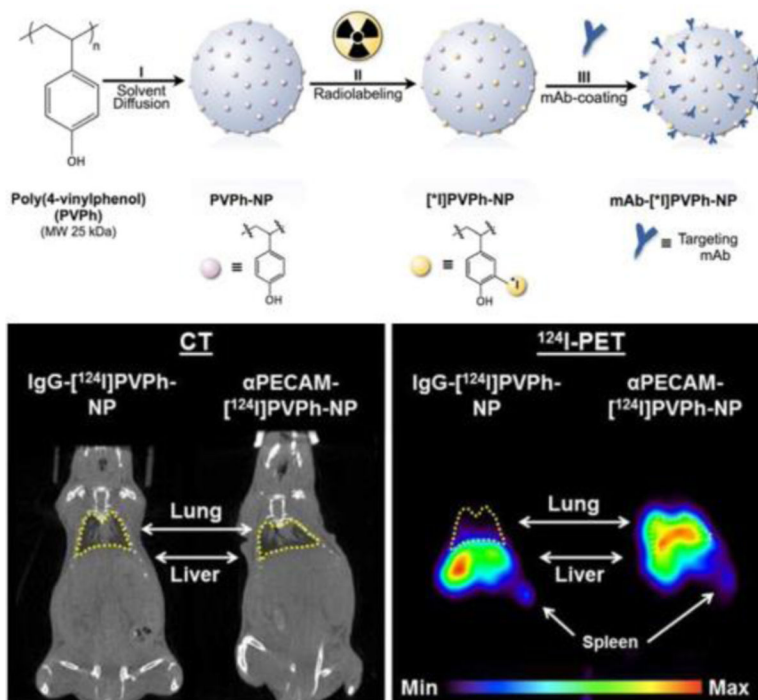 n
OH
I
Solvent
Diffusion
II
Radiolabeling
III
mAb-coating
Poly(4-vinylphenol)
(PVPh)
(MW 25 kDa)
PVPh-NP
≡
OH
[*I]PVPh-NP
≡
*I
OH
mAb-[*I]PVPh-NP
≡ Targeting
mAb
CT
IgG-[¹²⁴I]PVPh-
NP
αPECAM-
[¹²⁴I]PVPh-NP
Lung
Liver
¹²⁴I-PET
IgG-[¹²⁴I]PVPh-
NP
αPECAM-
[¹²⁴I]PVPh-NP
Lung
Liver
Spleen
Min Max